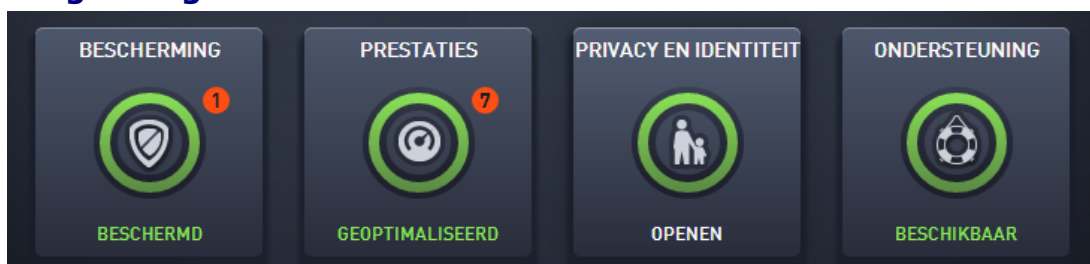 BESCHERMING
1
BESCHERMD
PRESTATIES
7
GEOPTIMALISEERD
PRIVACY EN IDENTITEIT
OPENEN
ONDERSTEUNING
BESCHIKBAAR